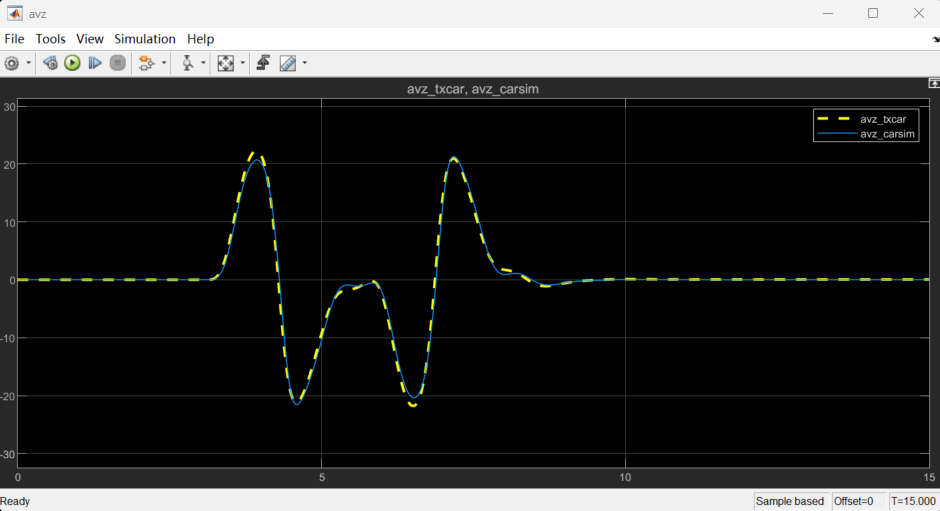 avz
File Tools View Simulation Help
avz_txcar, avz_carsim
avz_txcar
avz_carsim
30
20
10
0
-10
-20
-30
0 5 10 15
Ready Sample based Offset=0 T=15.000